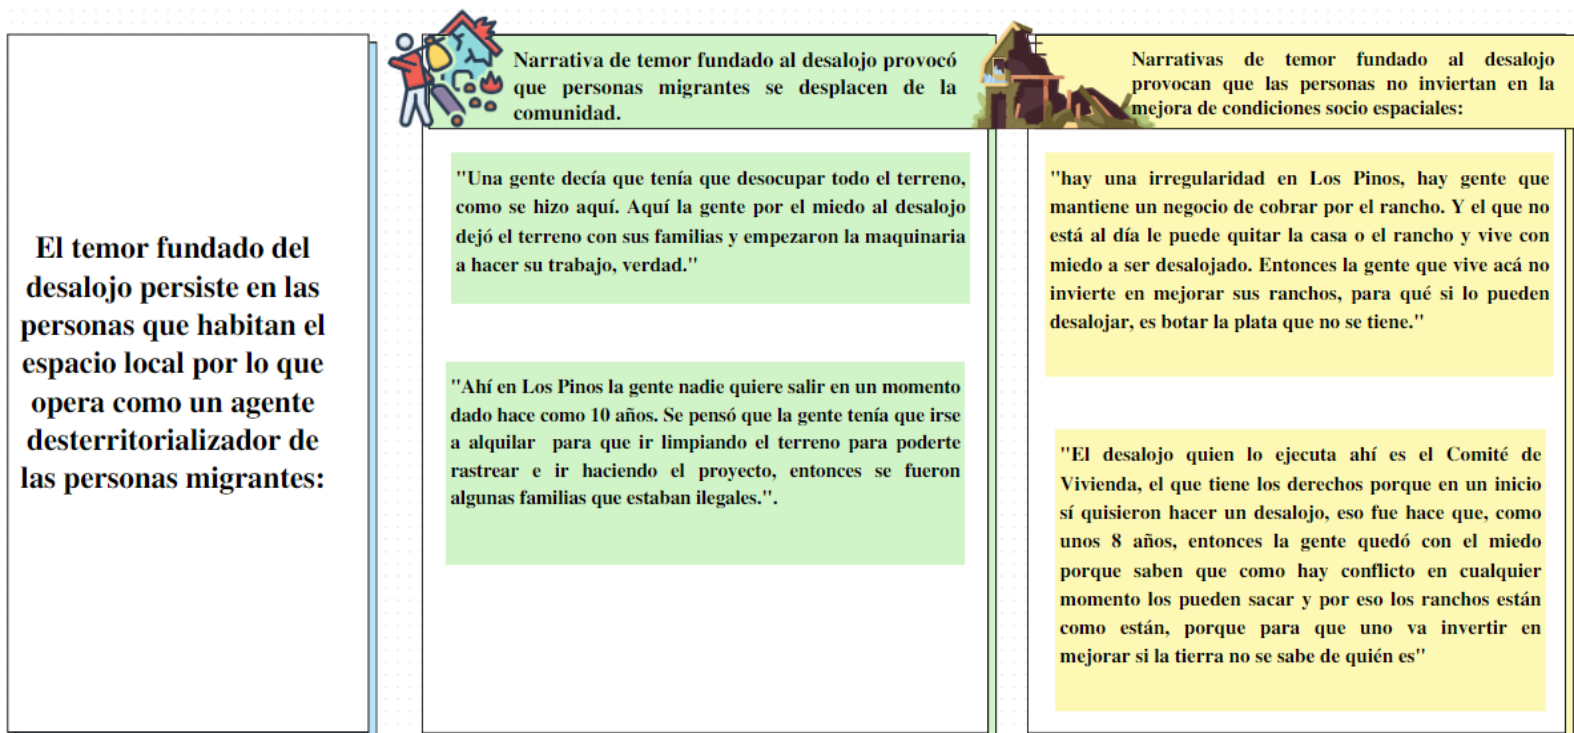 El temor fundado del
desalojo persiste en las
personas que habitan el
espacio local por lo que
opera como un agente
desterritorializador de
las personas migrantes:
Narrativa de temor fundado al desalojo provocó
que personas migrantes se desplacen de la
comunidad.
"Una gente decía que tenía que desocupar todo el terreno,
como se hizo aquí. Aquí la gente por el miedo al desalojo
dejó el terreno con sus familias y empezaron la maquinaria
a hacer su trabajo, verdad."
"Ahí en Los Pinos la gente nadie quiere salir en un momento
dado hace como 10 años. Se pensó que la gente tenía que irse
a alquilar para que ir limpiando el terreno para poderte
rastrear e ir haciendo el proyecto, entonces se fueron
algunas familias que estaban ilegales.".
Narrativas de temor fundado al desalojo
provocan que las personas no inviertan en la
mejora de condiciones socio espaciales:
"hay una irregularidad en Los Pinos, hay gente que
mantiene un negocio de cobrar por el rancho. Y el que no
está al día le puede quitar la casa o el rancho y vive con
miedo a ser desalojado. Entonces la gente que vive acá no
invierte en mejorar sus ranchos, para qué si lo pueden
desalojar, es botar la plata que no se tiene."
"El desalojo quien lo ejecuta ahí es el Comité de
Vivienda, el que tiene los derechos porque en un inicio
sí quisieron hacer un desalojo, eso fue hace que, como
unos 8 años, entonces la gente quedó con el miedo
porque saben que como hay conflicto en cualquier
momento los pueden sacar y por eso los ranchos están
como están, porque para que uno va invertir en
mejorar si la tierra no se sabe de quién es"